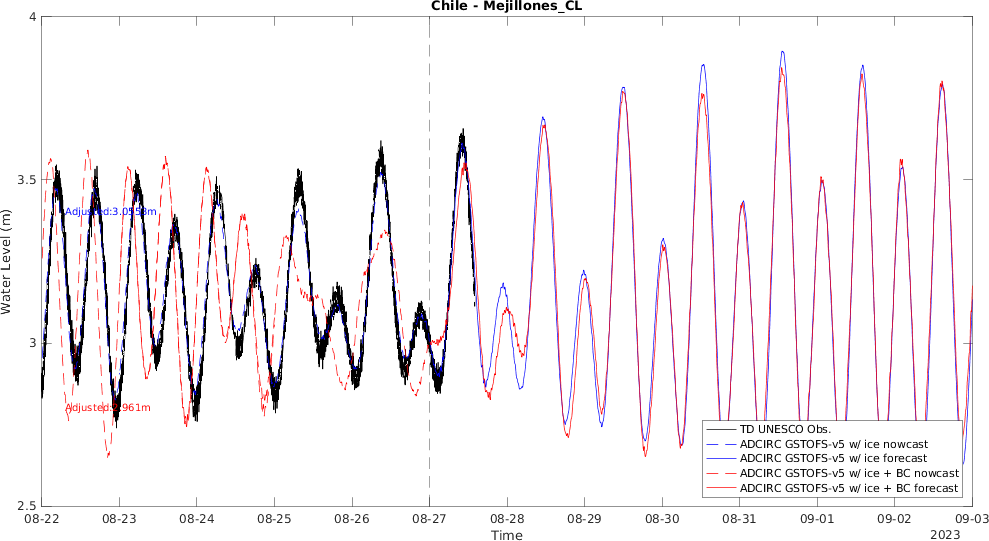 Chile - Mejillones_CL
4
3.5
3
2.5
Water Level (m)
Adjusted:3.0558m
TD UNESCO Obs.
ADCIRC GSTOFS-v5 w/ ice nowcast
ADCIRC GSTOFS-v5 w/ ice forecast
ADCIRC GSTOFS-v5 w/ ice + BC nowcast
ADCIRC GSTOFS-v5 w/ ice + BC forecast
08-22 08-23 08-24 08-25 08-26 08-27 08-28 08-29 08-30 08-31 09-01 09-02 09-03
Time
2023